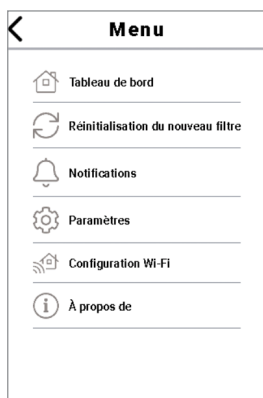 Menu
Tableau de bord
Réinitialisation du nouveau filtre
Notifications
Paramètres
Configuration Wi-Fi
À propos de